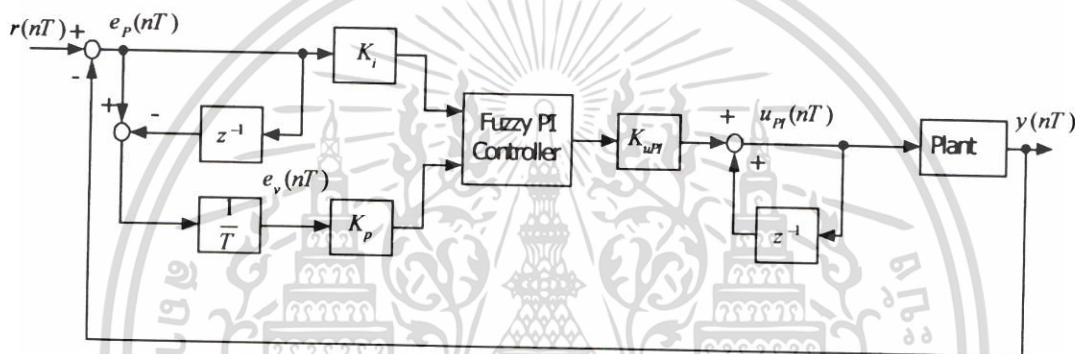 r(nT) +
e_P(nT)
-
K_i
+
-
z⁻¹
Fuzzy PI
Controller
K_uPI
+
u_PI(nT)
+
Plant
y(nT)
e_v(nT)
1
T
K_p
z⁻¹